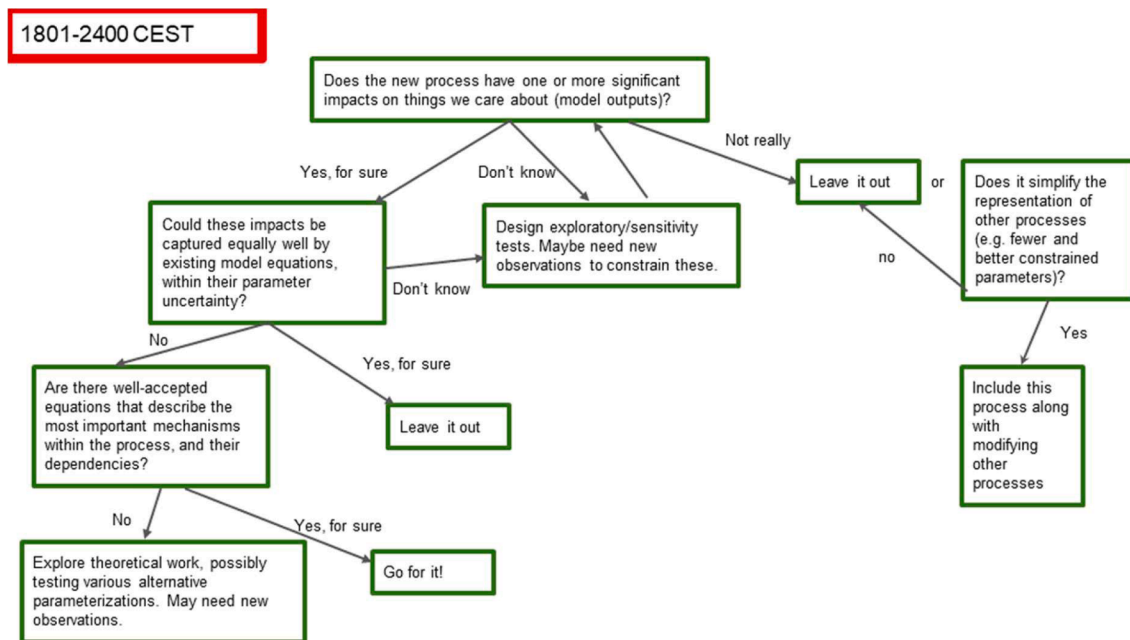 1801-2400 CEST
Does the new process have one or more significant
impacts on things we care about (model outputs)?
Not really
Yes, for sure
Don't know
Leave it out
or
Does it simplify the
representation of
other processes
(e.g. fewer and
better constrained
parameters)?
Could these impacts be
captured equally well by
existing model equations,
within their parameter
uncertainty?
Design exploratory/sensitivity
tests. Maybe need new
observations to constrain these.
no
Don't know
No
Yes, for sure
Yes
Are there well-accepted
equations that describe the
most important mechanisms
within the process, and their
dependencies?
Leave it out
Include this
process along
with
modifying
other
processes
No
Yes, for sure
Explore theoretical work, possibly
testing various alternative
parameterizations. May need new
observations.
Go for it!